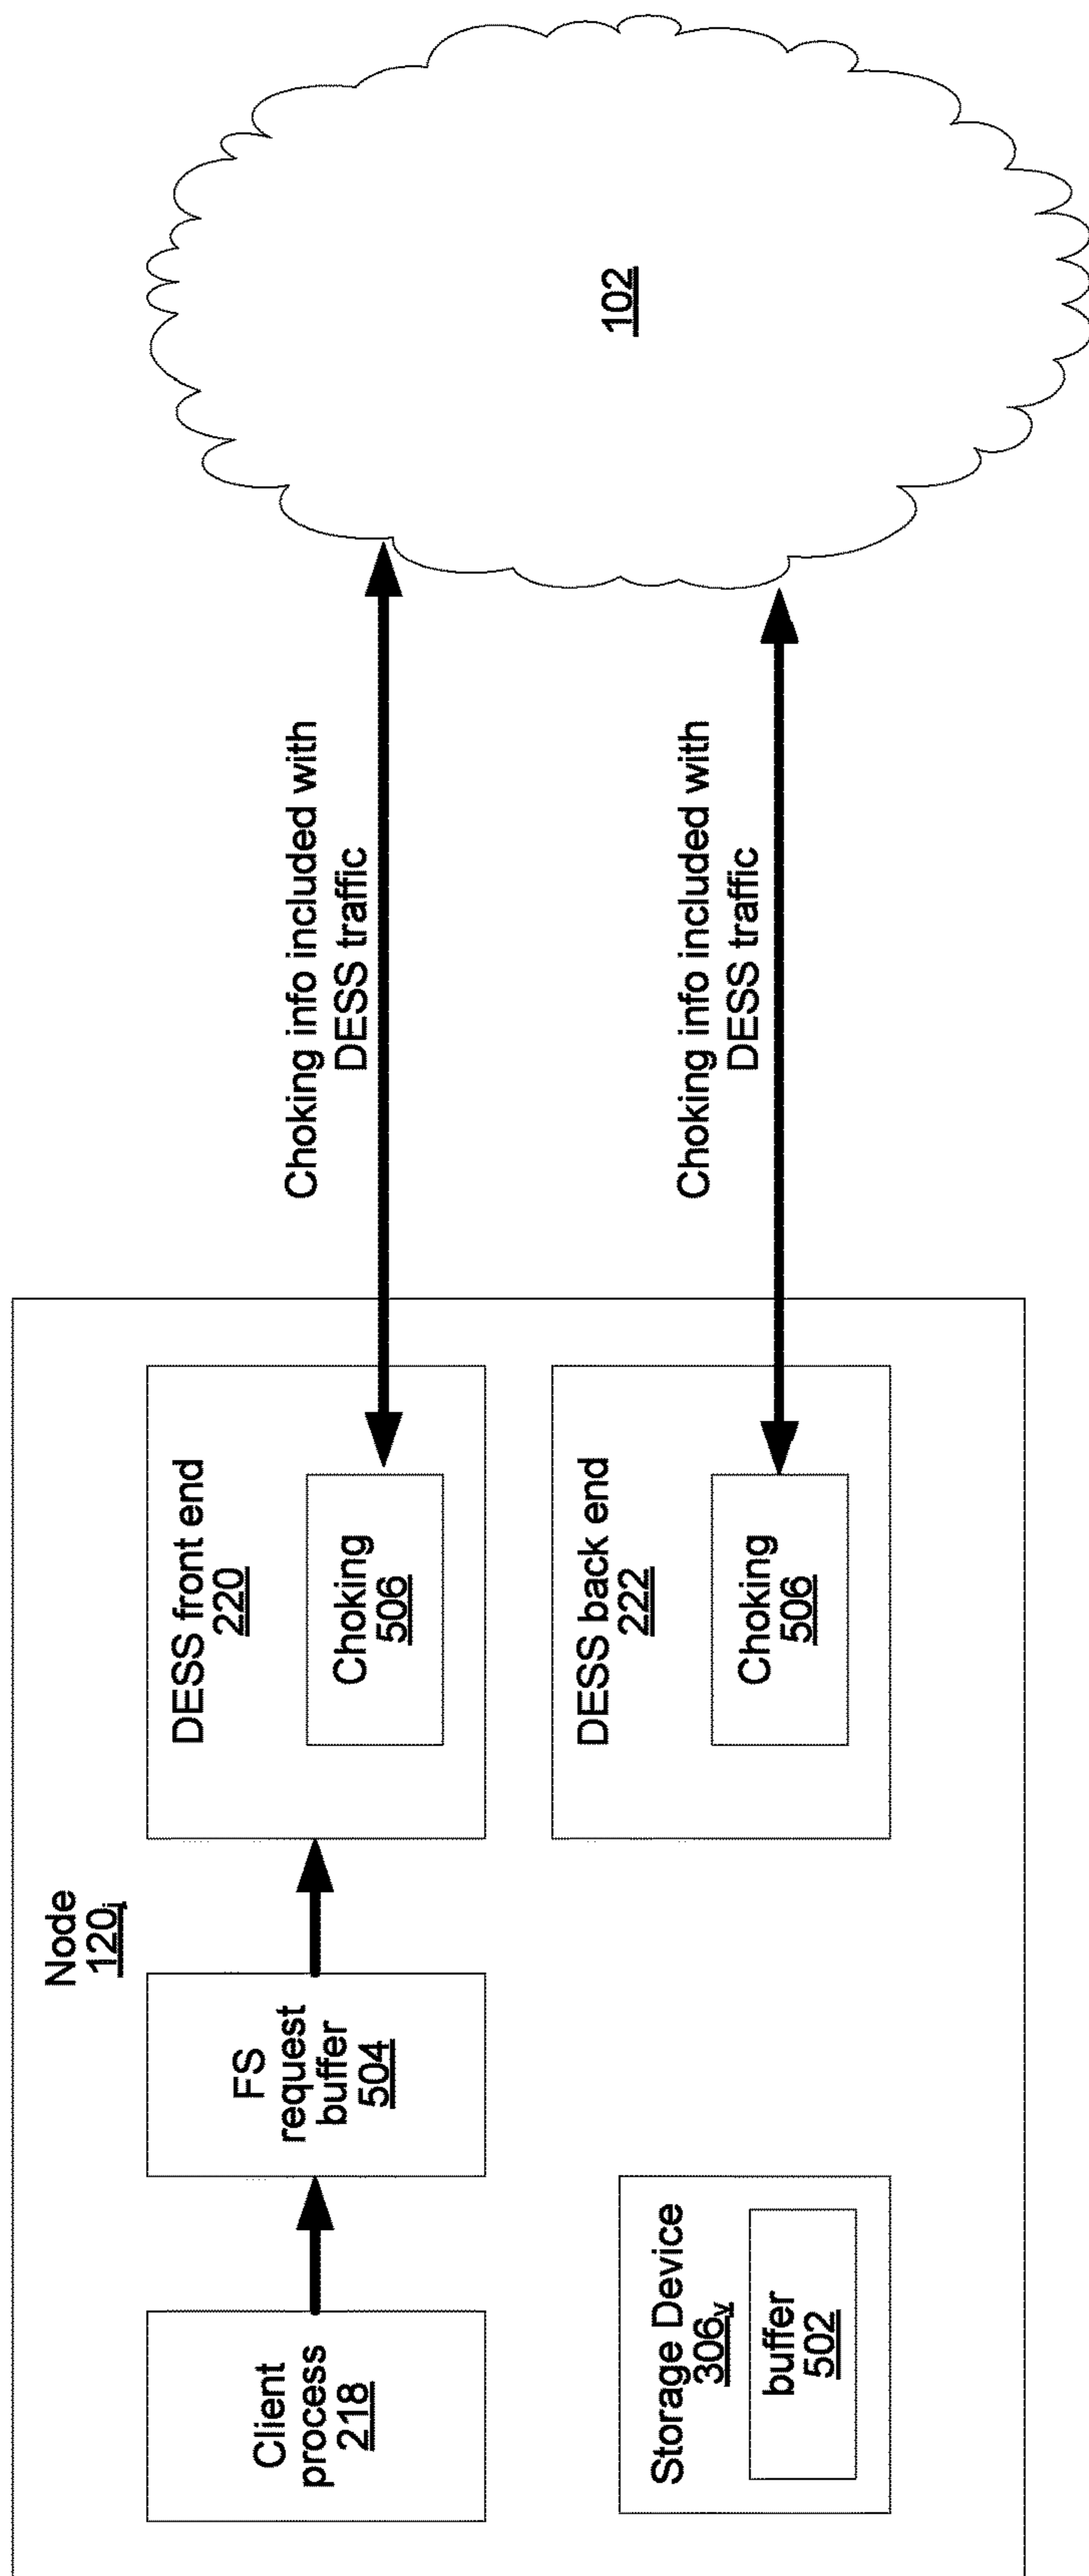 Node
120j
Client
process
218
FS
request
buffer
504
DESS front end
220
Choking
506
Choking info included with
DESS traffic
102
Storage Device
306y
buffer
502
DESS back end
222
Choking
506
Choking info included with
DESS traffic